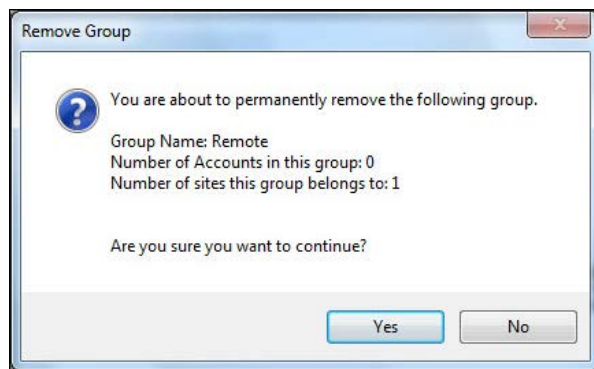 Remove Group
You are about to permanently remove the following group.
Group Name: Remote
Number of Accounts in this group: 0
Number of sites this group belongs to: 1
Are you sure you want to continue?
Yes No